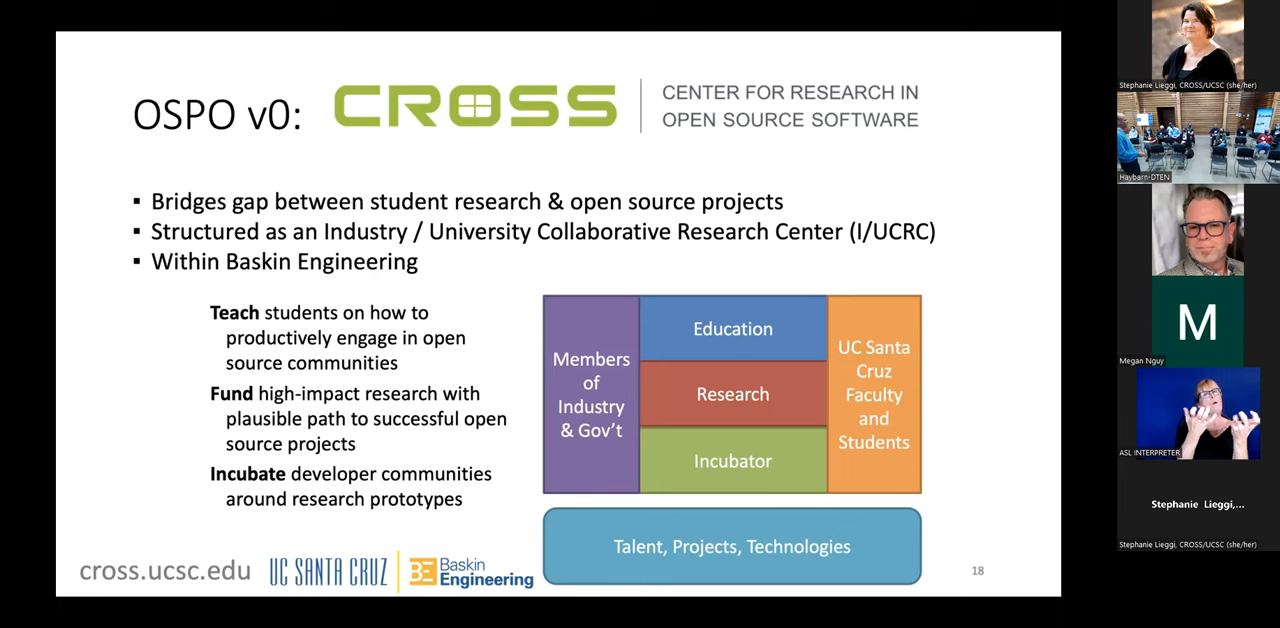 OSPO v0:
CROSS
CENTER FOR RESEARCH IN
OPEN SOURCE SOFTWARE
▪ Bridges gap between student research & open source projects
▪ Structured as an Industry / University Collaborative Research Center (I/UCRC)
▪ Within Baskin Engineering
Teach students on how to
productively engage in open
source communities
Fund high-impact research with
plausible path to successful open
source projects
Incubate developer communities
around research prototypes
Members
of
Industry
& Gov't
Education
Research
Incubator
UC Santa
Cruz
Faculty
and
Students
Talent, Projects, Technologies
cross.ucsc.edu
UC SANTA CRUZ
BE
Baskin
Engineering
18
Stephanie Lieggi, CROSS/UCSC (she/her)
Haybarn-DTEN
M
Megan Nguy
ASL INTERPRETER
Stephanie Lieggi,...
Stephanie Lieggi, CROSS/UCSC (she/her)